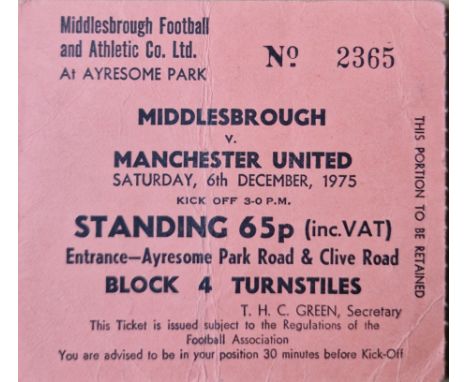 Middlesbrough Football
and Athletic Co. Ltd.
At AYRESOME PARK
Nº 2365
MIDDLESBROUGH
v.
MANCHESTER UNITED
SATURDAY, 6th DECEMBER, 1975
KICK OFF 3-0 P.M.
STANDING 65p (inc.VAT)
Entrance—Ayresome Park Road & Clive Road
BLOCK 4 TURNSTILES
T. H. C. GREEN, Secretary
This Ticket is issued subject to the Regulations of the
Football Association
You are advised to be in your position 30 minutes before Kick-Off
THIS PORTION TO BE RETAINED